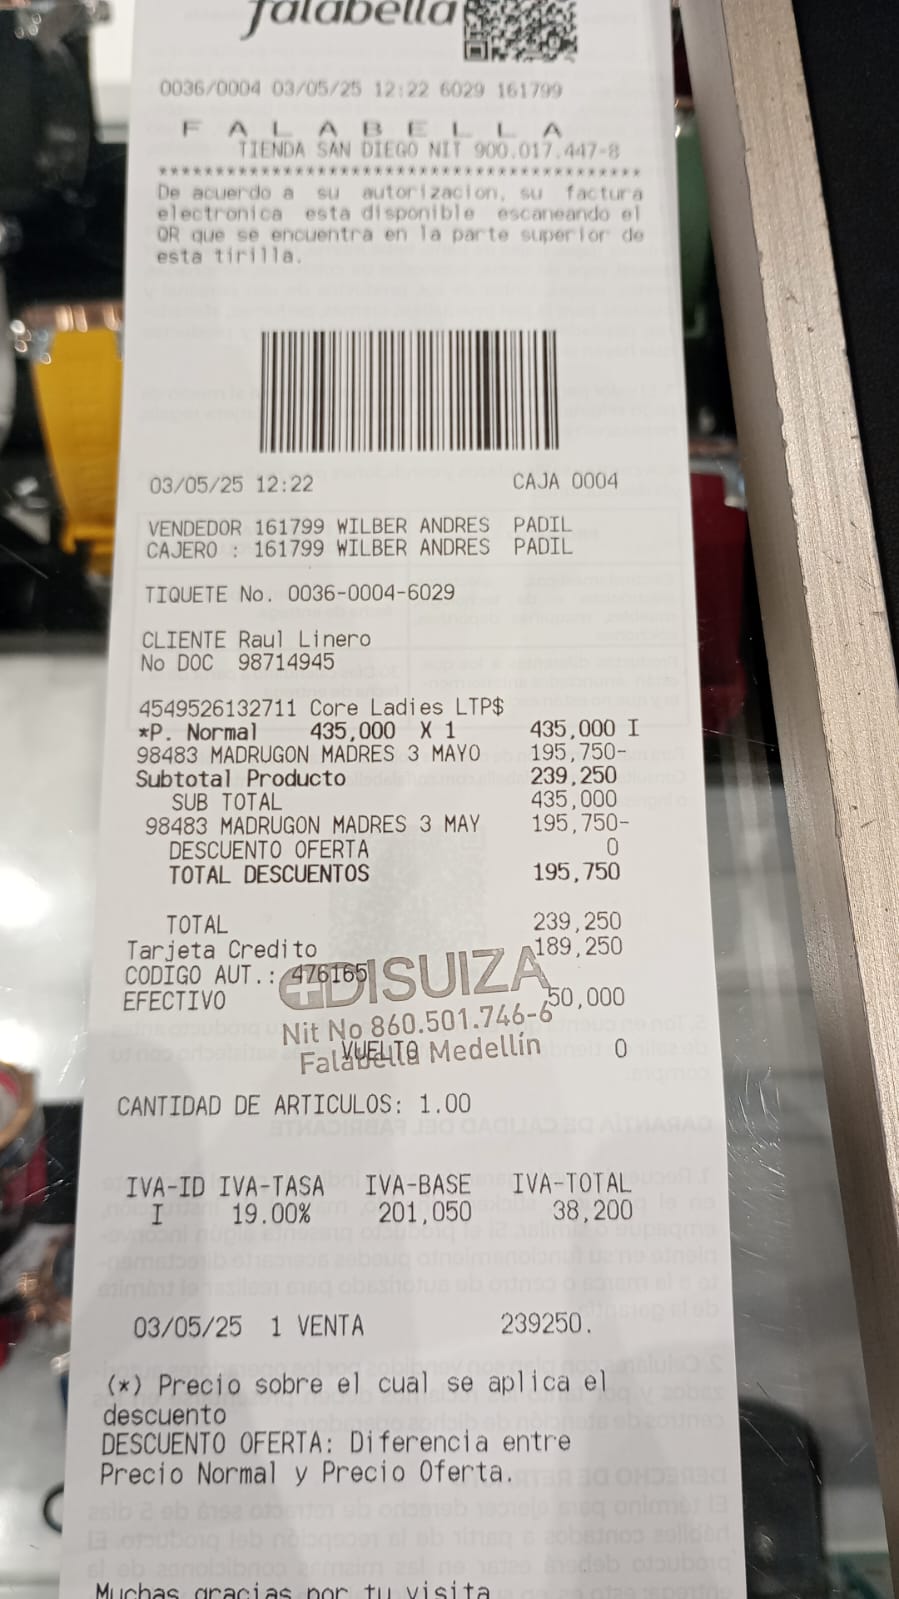 falabella
0036/0004 03/05/25 12:22 6029 161799
F A L A B E L L A
TIENDA SAN DIEGO NIT 900.017.447-8
****************************************
De acuerdo a su autorizacion, su factura
electronica esta disponible escaneando el
QR que se encuentra en la parte superior de
esta tirilla.
03/05/25 12:22 CAJA 0004
VENDEDOR 161799 WILBER ANDRES PADIL
CAJERO : 161799 WILBER ANDRES PADIL
TIQUETE No. 0036-0004-6029
CLIENTE Raul Linero
No DOC 98714945
4549526132711 Core Ladies LTP$
*P. Normal 435,000 X 1 435,000 I
98483 MADRUGON MADRES 3 MAYO 195,750-
Subtotal Producto 239,250
SUB TOTAL 435,000
98483 MADRUGON MADRES 3 MAY 195,750-
DESCUENTO OFERTA 0
TOTAL DESCUENTOS 195,750
TOTAL 239,250
Tarjeta Credito 189,250
CODIGO AUT.: 476165
DISUIZA
EFECTIVO 50,000
Nit No 860.501.746-6
VUELTO 0
Falabella Medellín
CANTIDAD DE ARTICULOS: 1.00
IVA-ID IVA-TASA IVA-BASE IVA-TOTAL
I 19.00% 201,050 38,200
03/05/25 1 VENTA 239250.
(*) Precio sobre el cual se aplica el
descuento
DESCUENTO OFERTA: Diferencia entre
Precio Normal y Precio Oferta.
Muchas gracias por tu visita